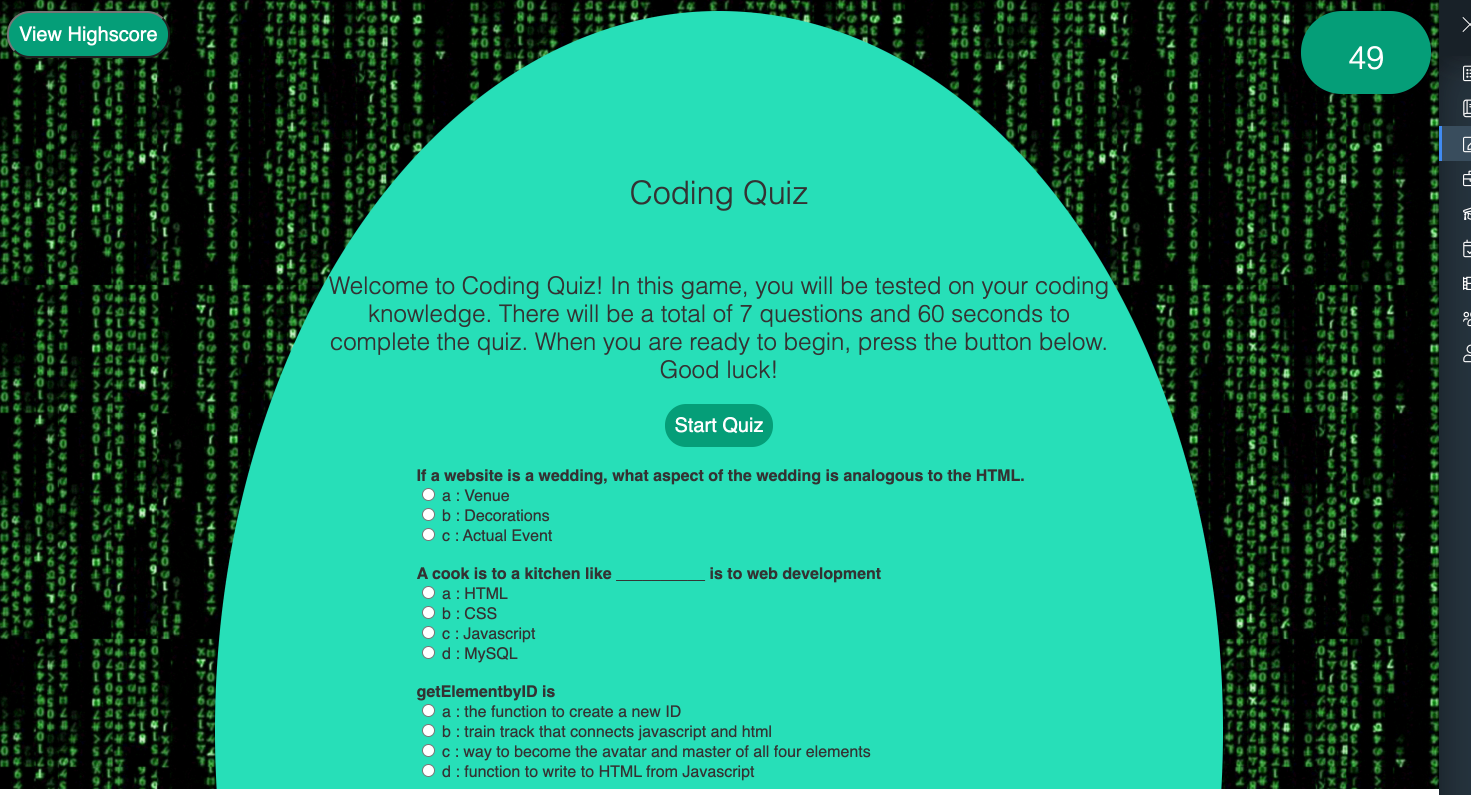 View Highscore
49
Coding Quiz
Welcome to Coding Quiz! In this game, you will be tested on your coding
knowledge. There will be a total of 7 questions and 60 seconds to
complete the quiz. When you are ready to begin, press the button below.
Good luck!
Start Quiz
If a website is a wedding, what aspect of the wedding is analogous to the HTML.
a : Venue
b : Decorations
c : Actual Event
A cook is to a kitchen like __________ is to web development
a : HTML
b : CSS
c : Javascript
d : MySQL
getElementbyID is
a : the function to create a new ID
b : train track that connects javascript and html
c : way to become the avatar and master of all four elements
d : function to write to HTML from Javascript